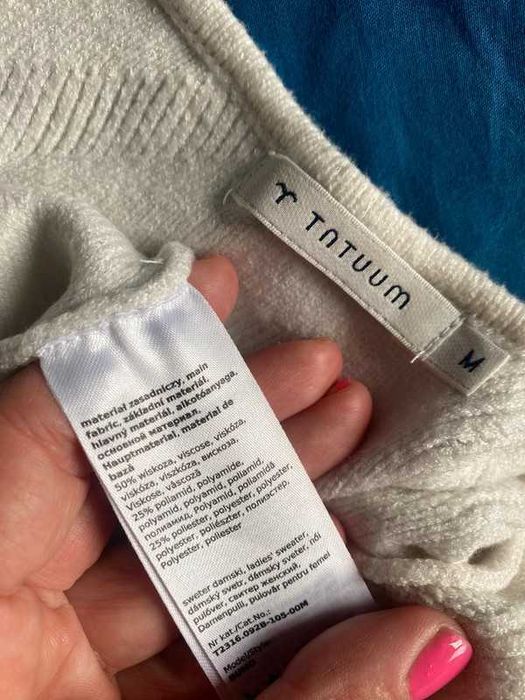 TATUUM
M
materiał zasadniczy, main
fabric, základní materiál,
hlavný materiál, alkotóanyaga,
основной материал,
Hauptmaterial, material de
bază
50% wiskoza, viscose, viskóza,
viskóza, viszkóza, вискоза,
Viskose, vâscoză
25% poliamid, polyamide,
polyamid, polyamid, poliamid,
полиамид, Polyamid, poliamidă
25% poliester, polyester, polyester,
polyester, poliészter, полиэстер,
Polyester, poliester
sweter damski, ladies' sweater,
dámský svetr, dámsky sveter, női
pulóver, свитер женский,
Damenpulli, pulovăr pentru femei
Nr kat./Cat.No.:
T2316.092B-105-00M
Model/Style: